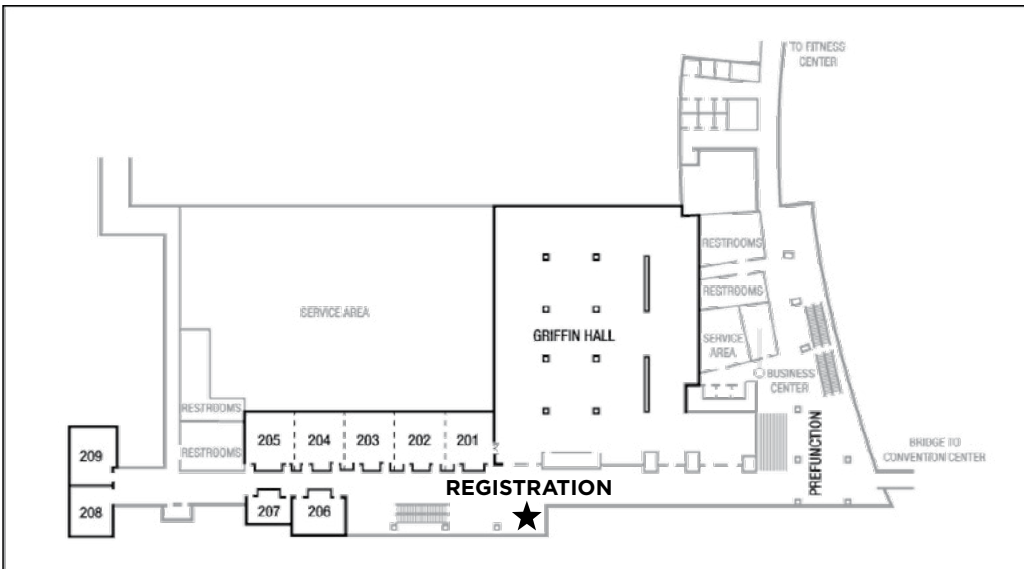 TO FITNESS
CENTER
RESTROOMS
RESTROOMS
SERVICE AREA
GRIFFIN HALL
SERVICE
AREA
BUSINESS
CENTER
RESTROOMS
RESTROOMS
205
204
203
202
201
209
208
207
206
PREFUNCTION
BRIDGE TO
CONVENTION CENTER
REGISTRATION